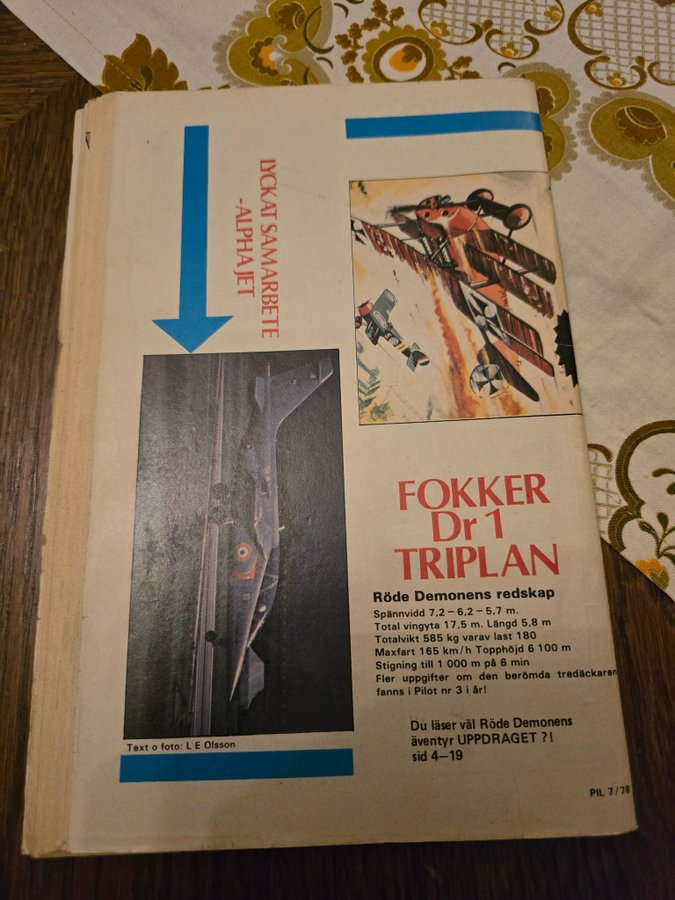 LYCKAT SAMARBETE
-ALPHA JET
Text o foto: L E Olsson
FOKKER
Dr 1
TRIPLAN
Röde Demonens redskap
Spännvidd 7,2 – 6,2 – 5,7 m.
Total vingyta 17,5 m. Längd 5,8 m
Totalvikt 585 kg varav last 180
Maxfart 165 km/h Topphöjd 6 100 m
Stigning till 1 000 m på 6 min
Fler uppgifter om den berömda tredäckaren
fanns i Pilot nr 3 i år!
Du läser väl Röde Demonens
äventyr UPPDRAGET ?!
sid 4–19
PIL 7/78